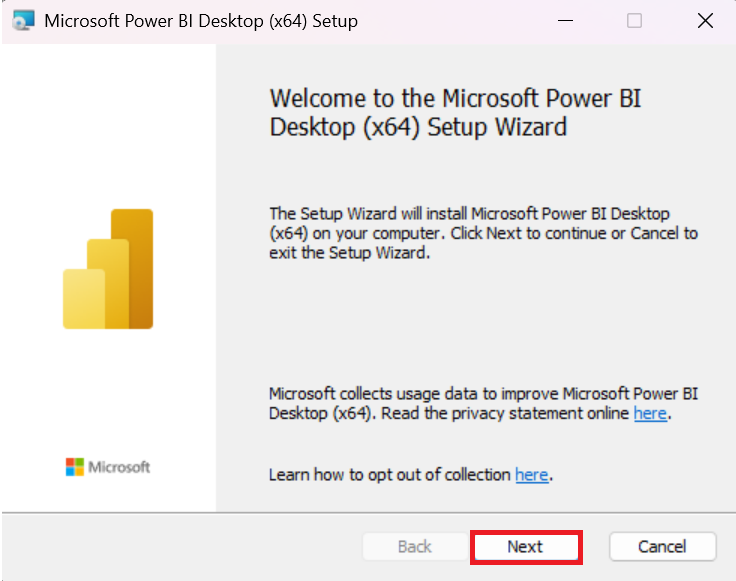 Microsoft Power BI Desktop (x64) Setup
Welcome to the Microsoft Power BI
Desktop (x64) Setup Wizard
The Setup Wizard will install Microsoft Power BI Desktop
(x64) on your computer. Click Next to continue or Cancel to
exit the Setup Wizard.
Microsoft collects usage data to improve Microsoft Power BI
Desktop (x64). Read the privacy statement online here.
Microsoft
Learn how to opt out of collection here.
Back
Next
Cancel